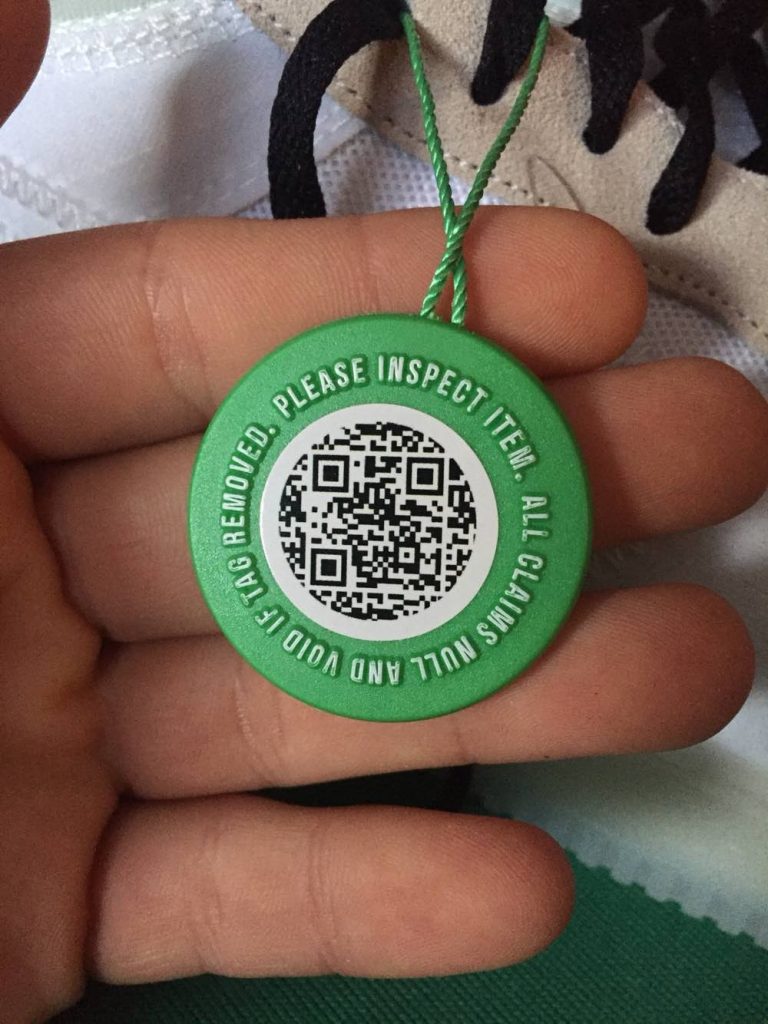 PLEASE INSPECT ITEM. ALL CLAIMS NULL AND VOID IF TAG REMOVED.